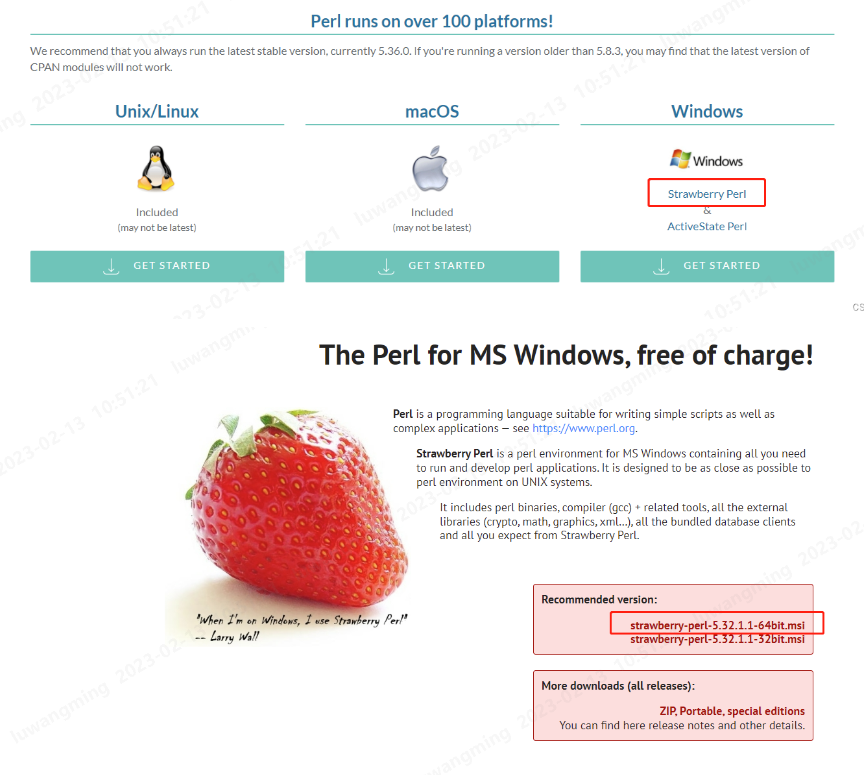 Perl runs on over 100 platforms!
We recommend that you always run the latest stable version, currently 5.36.0. If you're running a version older than 5.8.3, you may find that the latest version of
CPAN modules will not work.
Unix/Linux
Included
(may not be latest)
GET STARTED
macOS
Included
(may not be latest)
GET STARTED
Windows
Windows
Strawberry Perl
&
ActiveState Perl
GET STARTED
CS
The Perl for MS Windows, free of charge!
Perl is a programming language suitable for writing simple scripts as well as
complex applications — see https://www.perl.org.
Strawberry Perl is a perl environment for MS Windows containing all you need
to run and develop perl applications. It is designed to be as close as possible to
perl environment on UNIX systems.
It includes perl binaries, compiler (gcc) + related tools, all the external
libraries (crypto, math, graphics, xml...), all the bundled database clients
and all you expect from Strawberry Perl.
"When I'm on Windows, I use Strawberry Perl"
-- Larry Wall
Recommended version:
strawberry-perl-5.32.1.1-64bit.msi
strawberry-perl-5.32.1.1-32bit.msi
More downloads (all releases):
ZIP, Portable, special editions
You can find here release notes and other details.
luwangming 2023-02-13 10:51:21